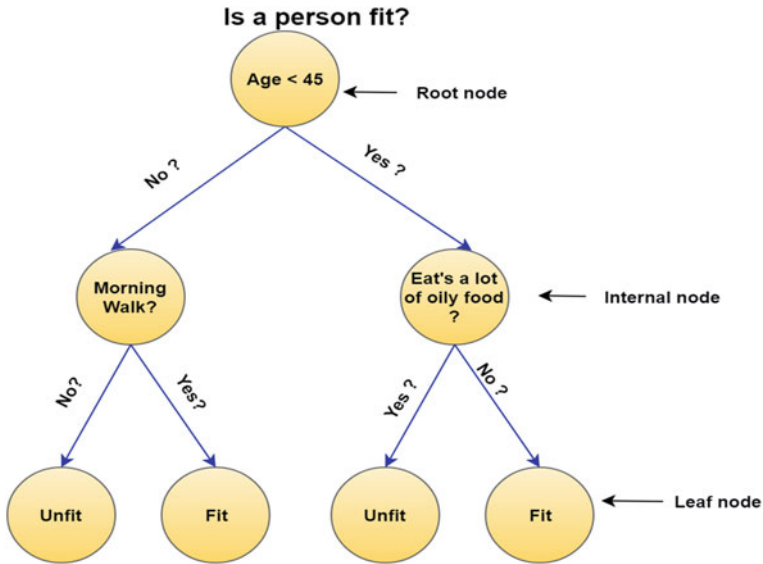 Is a person fit?
Age < 45
Root node
No ?
Yes ?
Morning
Walk?
Eat's a lot
of oily food
?
Internal node
No?
Yes?
Yes ?
No ?
Unfit
Fit
Unfit
Fit
Leaf node